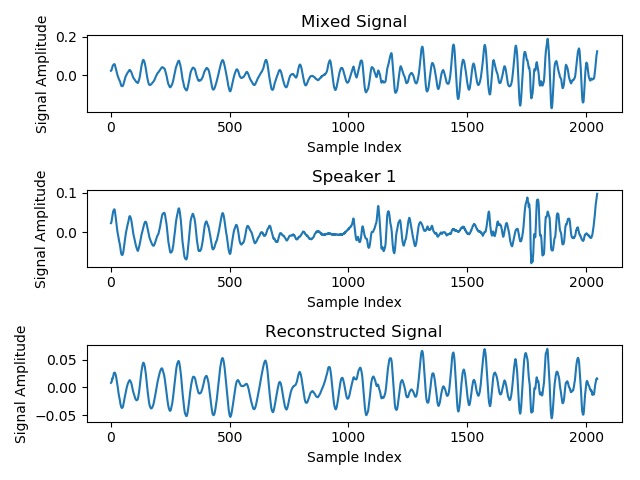 Mixed Signal
Signal Amplitude
0.2
0.0
0 500 1000 1500 2000
Sample Index
Speaker 1
Signal Amplitude
0.1
0.0
0 500 1000 1500 2000
Sample Index
Reconstructed Signal
Signal Amplitude
0.05
0.00
−0.05
0 500 1000 1500 2000
Sample Index